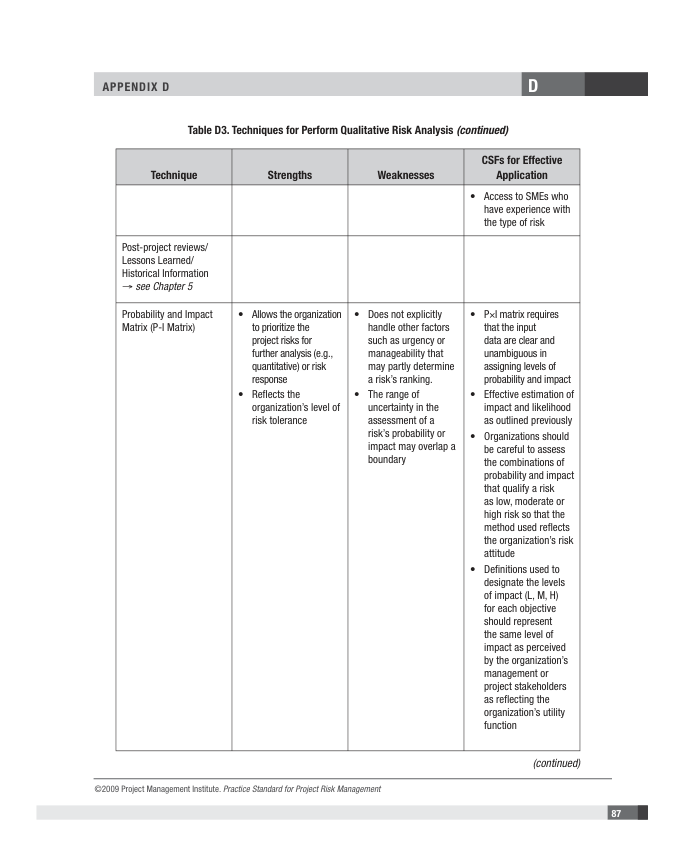 APPENDIX D
D
Table D3. Techniques for Perform Qualitative Risk Analysis (continued)
Technique
Strengths
Weaknesses
CSFs for Effective
Application
• Access to SMEs who
have experience with
the type of risk
Post-project reviews/
Lessons Learned/
Historical Information
→ see Chapter 5
Probability and Impact
Matrix (P-I Matrix)
• Allows the organization
to prioritize the
project risks for
further analysis (e.g.,
quantitative) or risk
response
• Reflects the
organization’s level of
risk tolerance
• Does not explicitly
handle other factors
such as urgency or
manageability that
may partly determine
a risk’s ranking.
• The range of
uncertainty in the
assessment of a
risk’s probability or
impact may overlap a
boundary
• P×I matrix requires
that the input
data are clear and
unambiguous in
assigning levels of
probability and impact
• Effective estimation of
impact and likelihood
as outlined previously
• Organizations should
be careful to assess
the combinations of
probability and impact
that qualify a risk
as low, moderate or
high risk so that the
method used reflects
the organization’s risk
attitude
• Definitions used to
designate the levels
of impact (L, M, H)
for each objective
should represent
the same level of
impact as perceived
by the organization’s
management or
project stakeholders
as reflecting the
organization’s utility
function
(continued)
©2009 Project Management Institute. Practice Standard for Project Risk Management
87